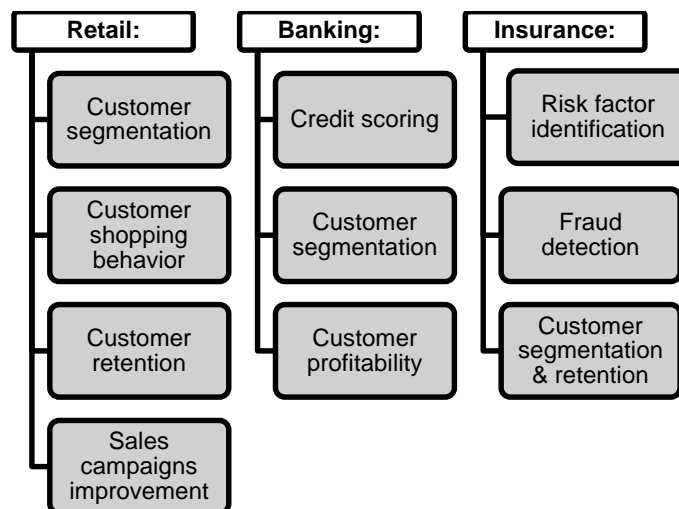 Retail:
Customer
segmentation
Customer
shopping
behavior
Customer
retention
Sales
campaigns
improvement
Banking:
Credit scoring
Customer
segmentation
Customer
profitability
Insurance:
Risk factor
identification
Fraud
detection
Customer
segmentation
& retention